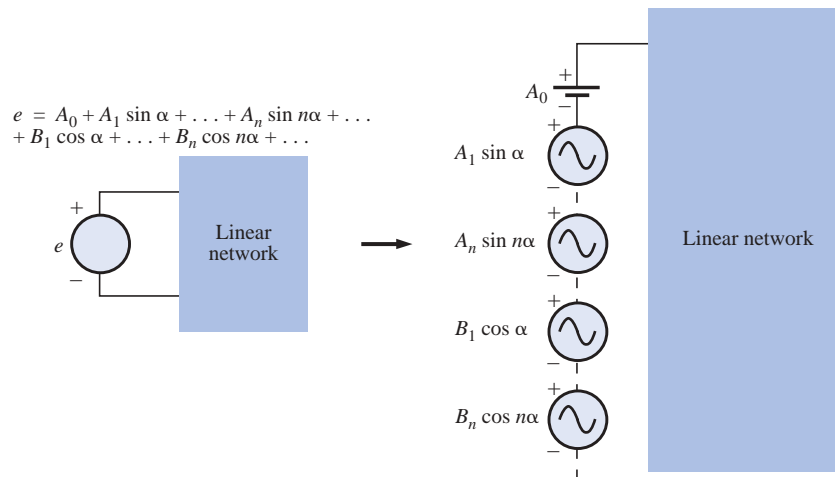 e = A₀ + A₁ sin α + . . . + Aₙ sin nα + . . .
+ B₁ cos α + . . . + Bₙ cos nα + . . .
+
e
−
Linear
network
+
A₀
−
+
A₁ sin α
−
+
Aₙ sin nα
−
+
B₁ cos α
−
+
Bₙ cos nα
−
Linear network